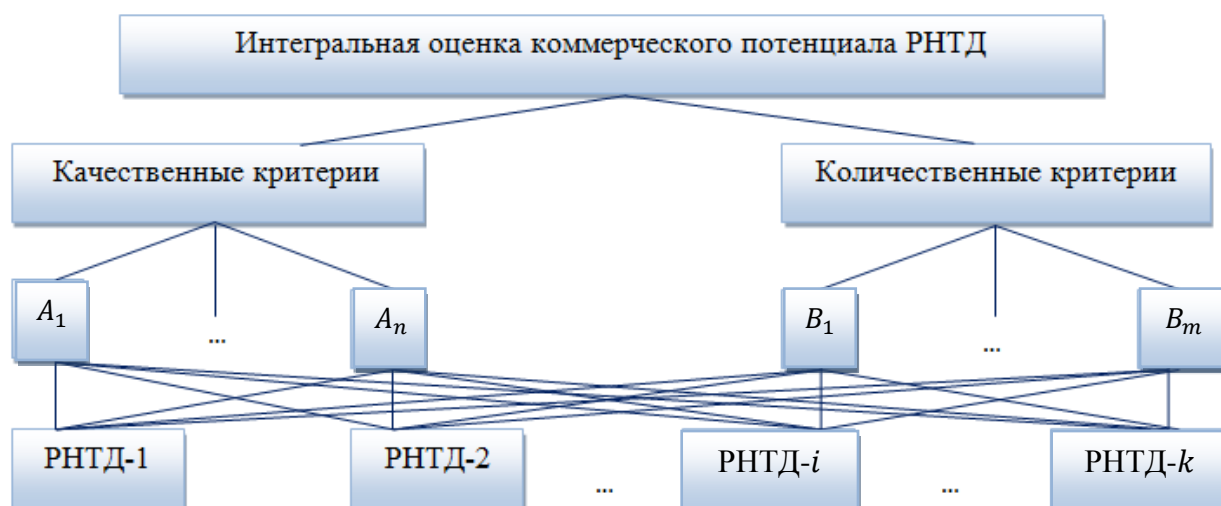 Интегральная оценка коммерческого потенциала РНТД
Качественные критерии
Количественные критерии
A₁
...
Aₙ
B₁
...
Bₘ
РНТД-1
РНТД-2
...
РНТД-i
...
РНТД-k